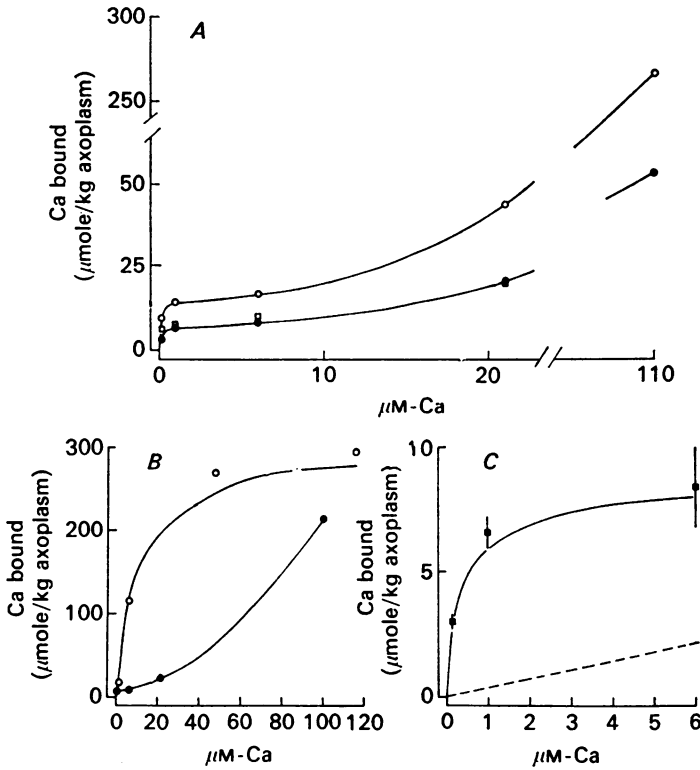 A
Ca bound
(μmole/kg axoplasm)
300
250
50
25
0
0 10 20 110
μM-Ca
B
Ca bound
(μmole/kg axoplasm)
300
200
100
0
0 20 40 60 80 100 120
μM-Ca
C
Ca bound
(μmole/kg axoplasm)
10
5
0
0 1 2 3 4 5 6
μM-Ca